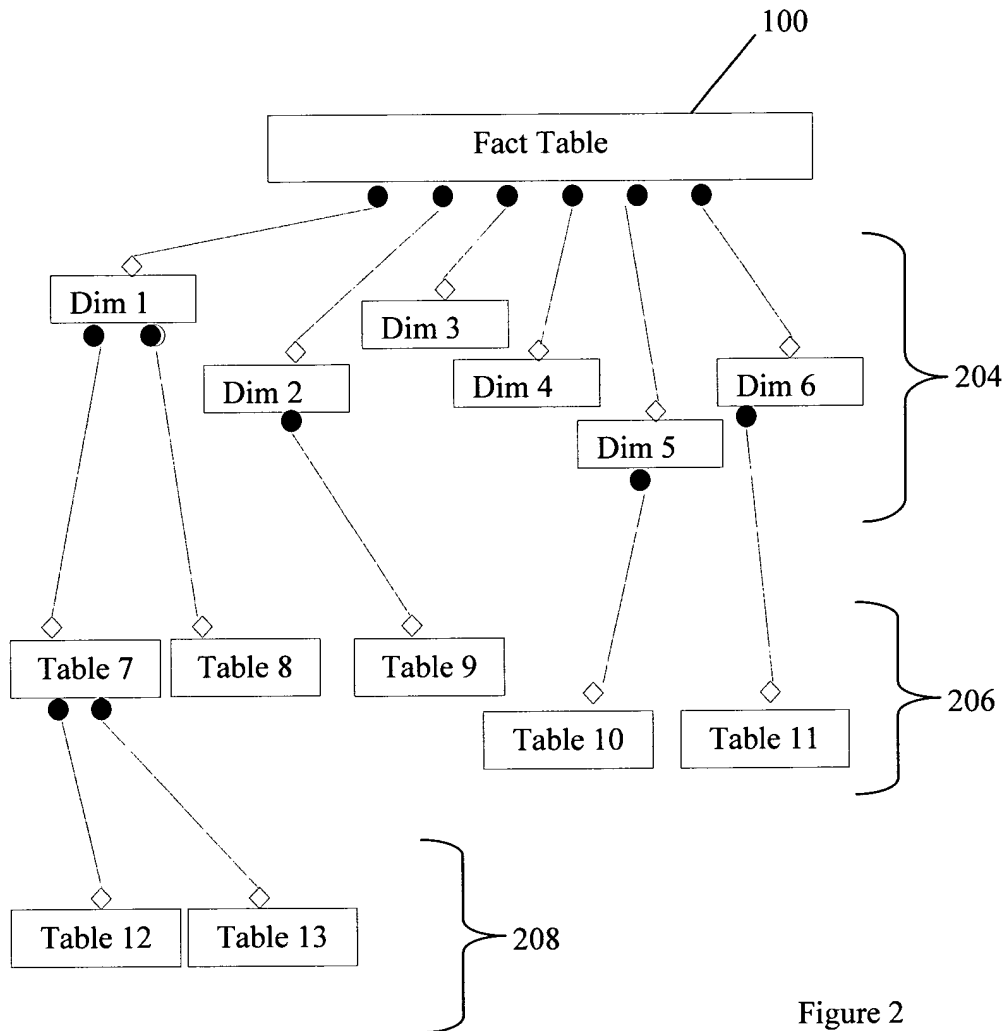 100
Fact Table
Dim 1
Dim 3
Dim 2
Dim 4
Dim 6
204
Dim 5
Table 7
Table 8
Table 9
206
Table 10
Table 11
Table 12
Table 13
208
Figure 2